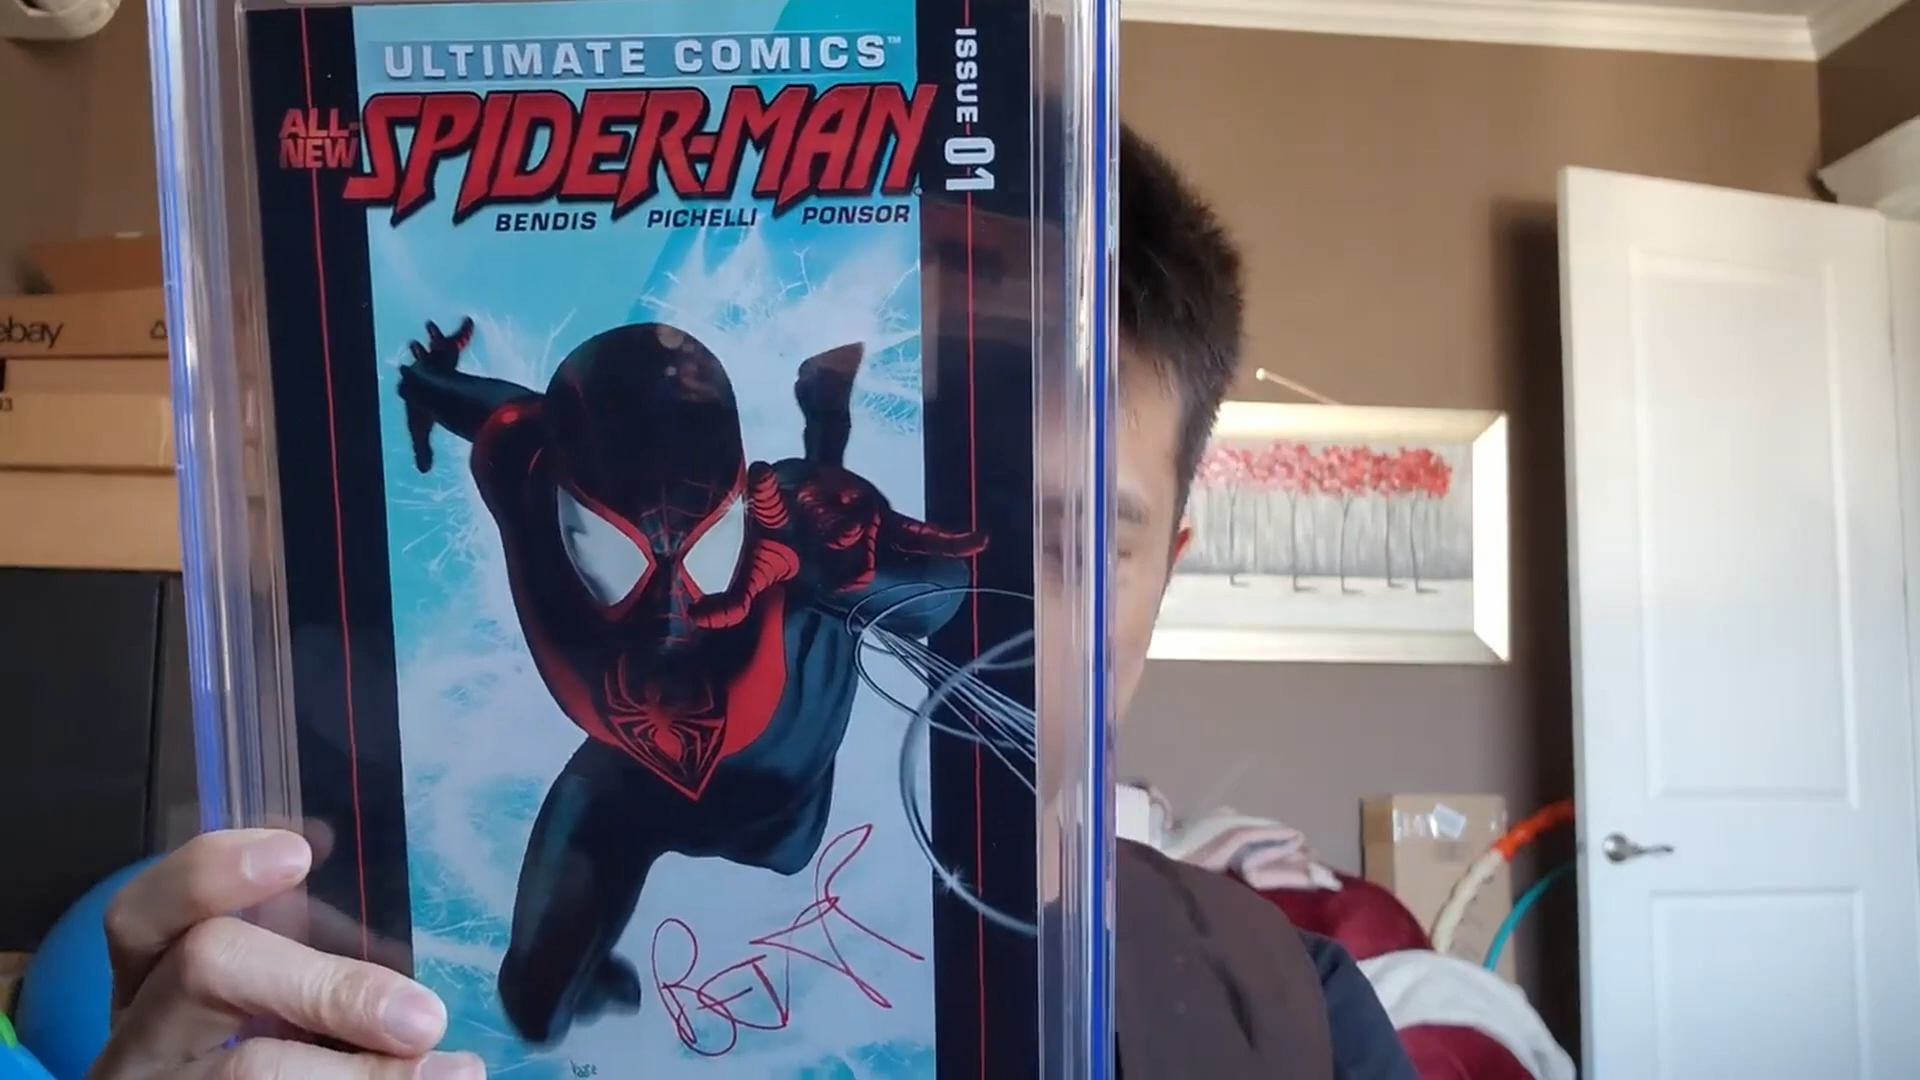 ULTIMATE COMICS™
ALL-NEW SPIDER-MAN
BENDIS PICHELLI PONSOR
ISSUE 01
ebay